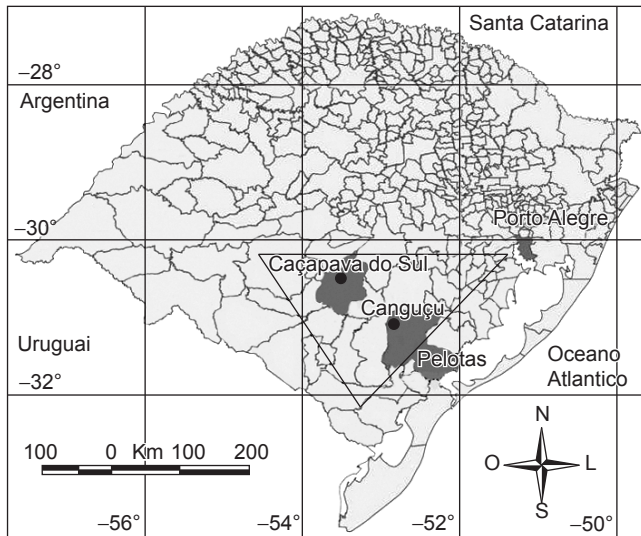 Santa Catarina
–28°
Argentina
Porto Alegre
–30°
Caçapava do Sul
Canguçu
Uruguai
Pelotas
Oceano
Atlantico
–32°
100 0 Km 100 200
N
O L
S
–56° –54° –52° –50°